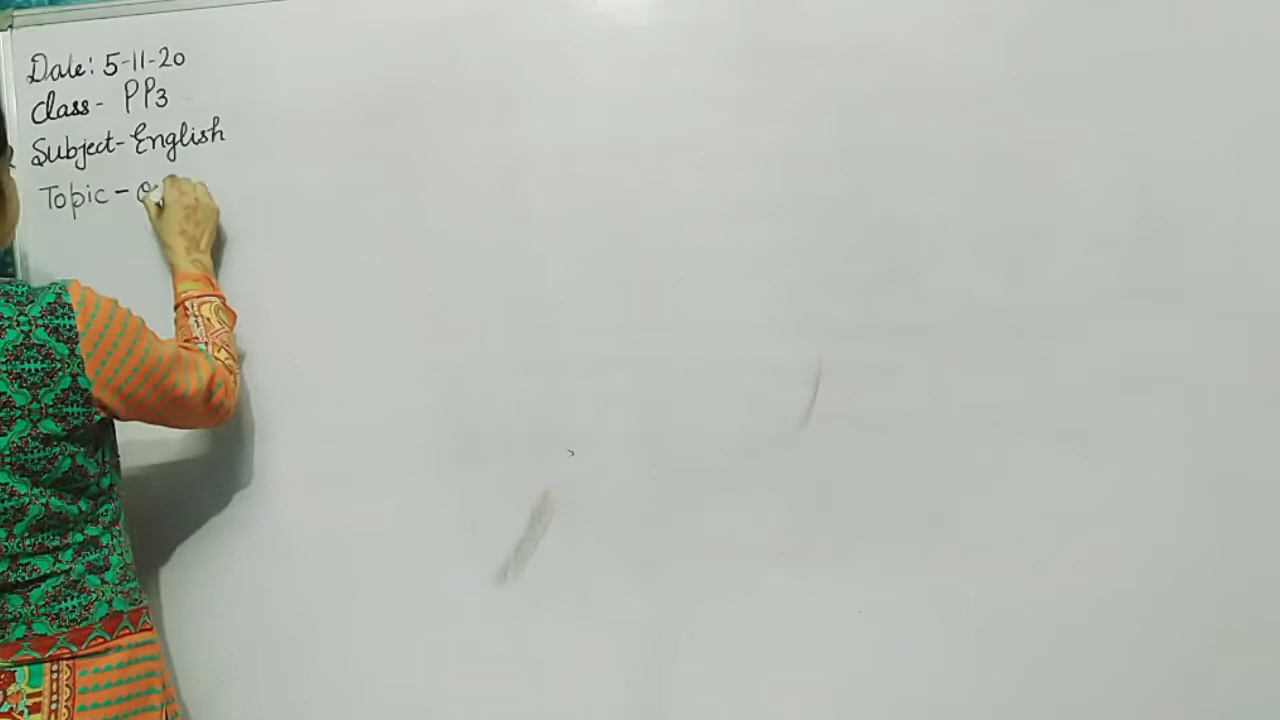 Date: 5-11-20
Class- PP3
Subject- English
Topic -